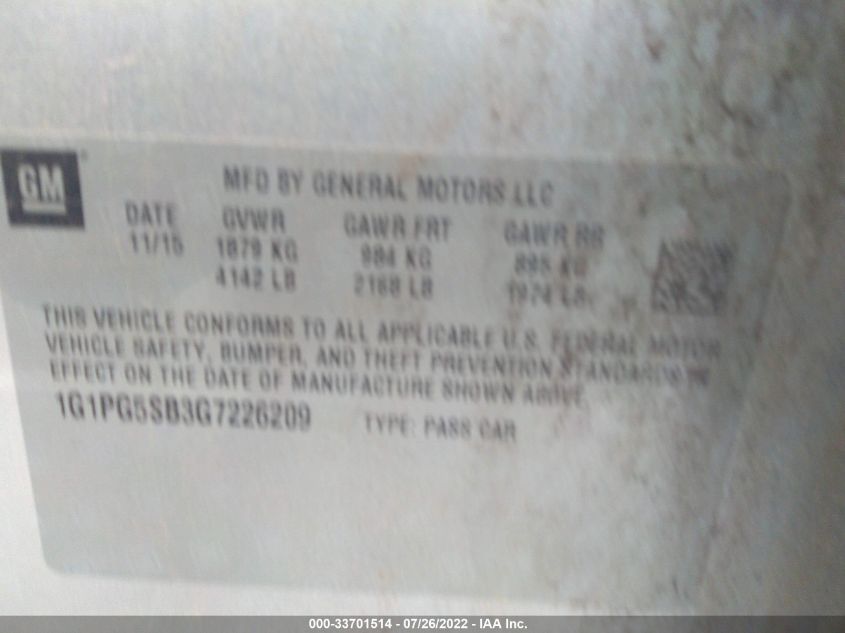 GM
MFD BY GENERAL MOTORS LLC
DATE GVWR GAWR FRT GAWR RR
11/15 1879 KG 984 KG 895 KG
4142 LB 2168 LB 1974 LB
THIS VEHICLE CONFORMS TO ALL APPLICABLE U.S. FEDERAL MOTOR
VEHICLE SAFETY, BUMPER, AND THEFT PREVENTION STANDARDS IN
EFFECT ON THE DATE OF MANUFACTURE SHOWN ABOVE
1G1PG5SB3G7226209 TYPE: PASS CAR
000-33701514 - 07/26/2022 - IAA Inc.